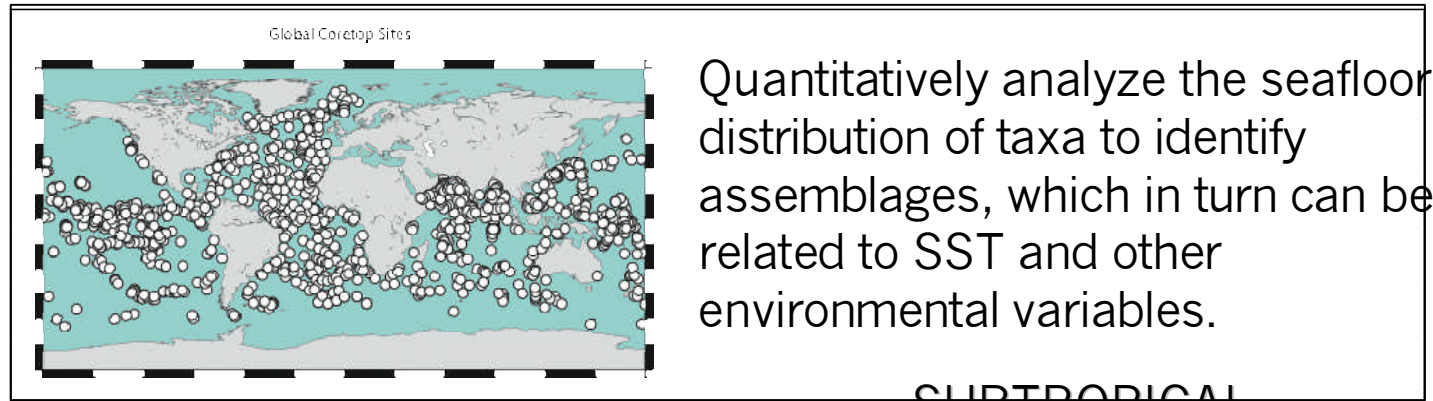 Global Coretop Sites
Quantitatively analyze the seafloor
distribution of taxa to identify
assemblages, which in turn can be
related to SST and other
environmental variables.
SUBTROPICAL